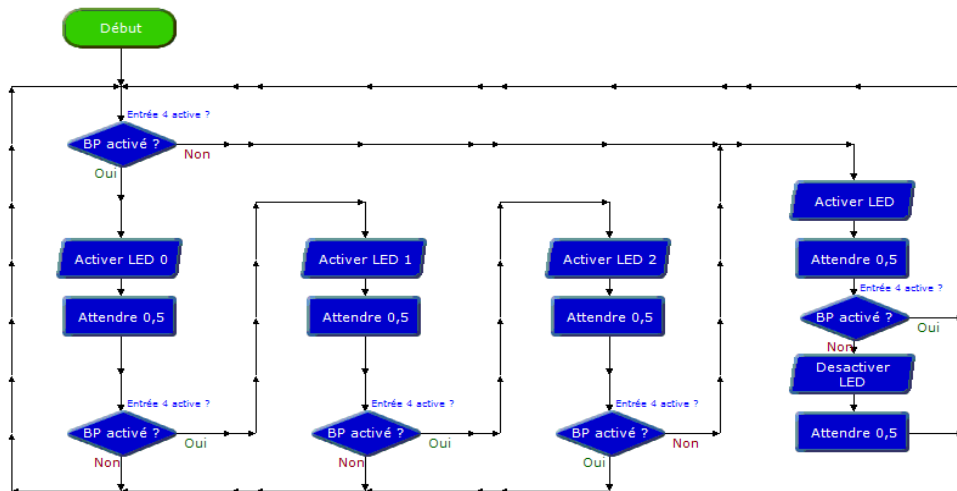 Début
Entrée 4 active ?
BP activé ?
Non
Oui
Activer LED
Activer LED 0
Activer LED 1
Activer LED 2
Attendre 0,5
Entrée 4 active ?
Attendre 0,5
Attendre 0,5
Attendre 0,5
BP activé ?
Oui
Non
Desactiver
LED
Entrée 4 active ?
Entrée 4 active ?
Entrée 4 active ?
BP activé ?
Oui
BP activé ?
Oui
BP activé ?
Non
Attendre 0,5
Non
Non
Oui